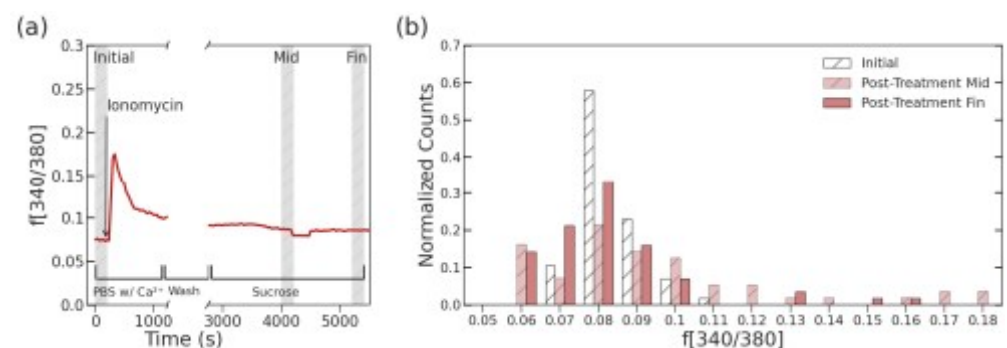 (a)
f[340/380]
0.3
0.25
0.2
0.15
0.1
0.05
0.0
Initial
Mid
Fin
Ionomycin
PBS w/ Ca²⁺
Wash
Sucrose
0
1000
3000
4000
5000
Time (s)
(b)
Normalized Counts
0.7
0.6
0.5
0.4
0.3
0.2
0.1
0.0
Initial
Post-Treatment Mid
Post-Treatment Fin
0.05 0.06 0.07 0.08 0.09 0.1 0.11 0.12 0.13 0.14 0.15 0.16 0.17 0.18
f[340/380]